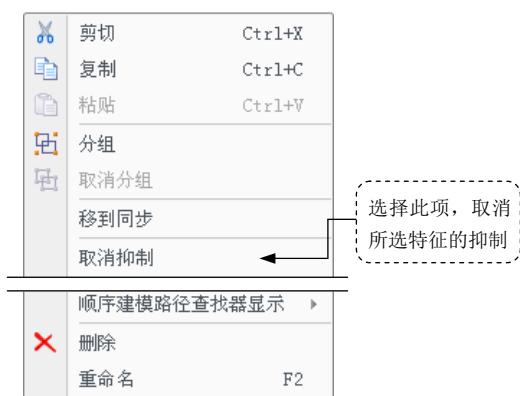 剪切 Ctrl+X
复制 Ctrl+C
粘贴 Ctrl+V
分组
取消分组
移到同步
取消抑制
选择此项，取消
所选特征的抑制
顺序建模路径查找器显示
删除
重命名 F2